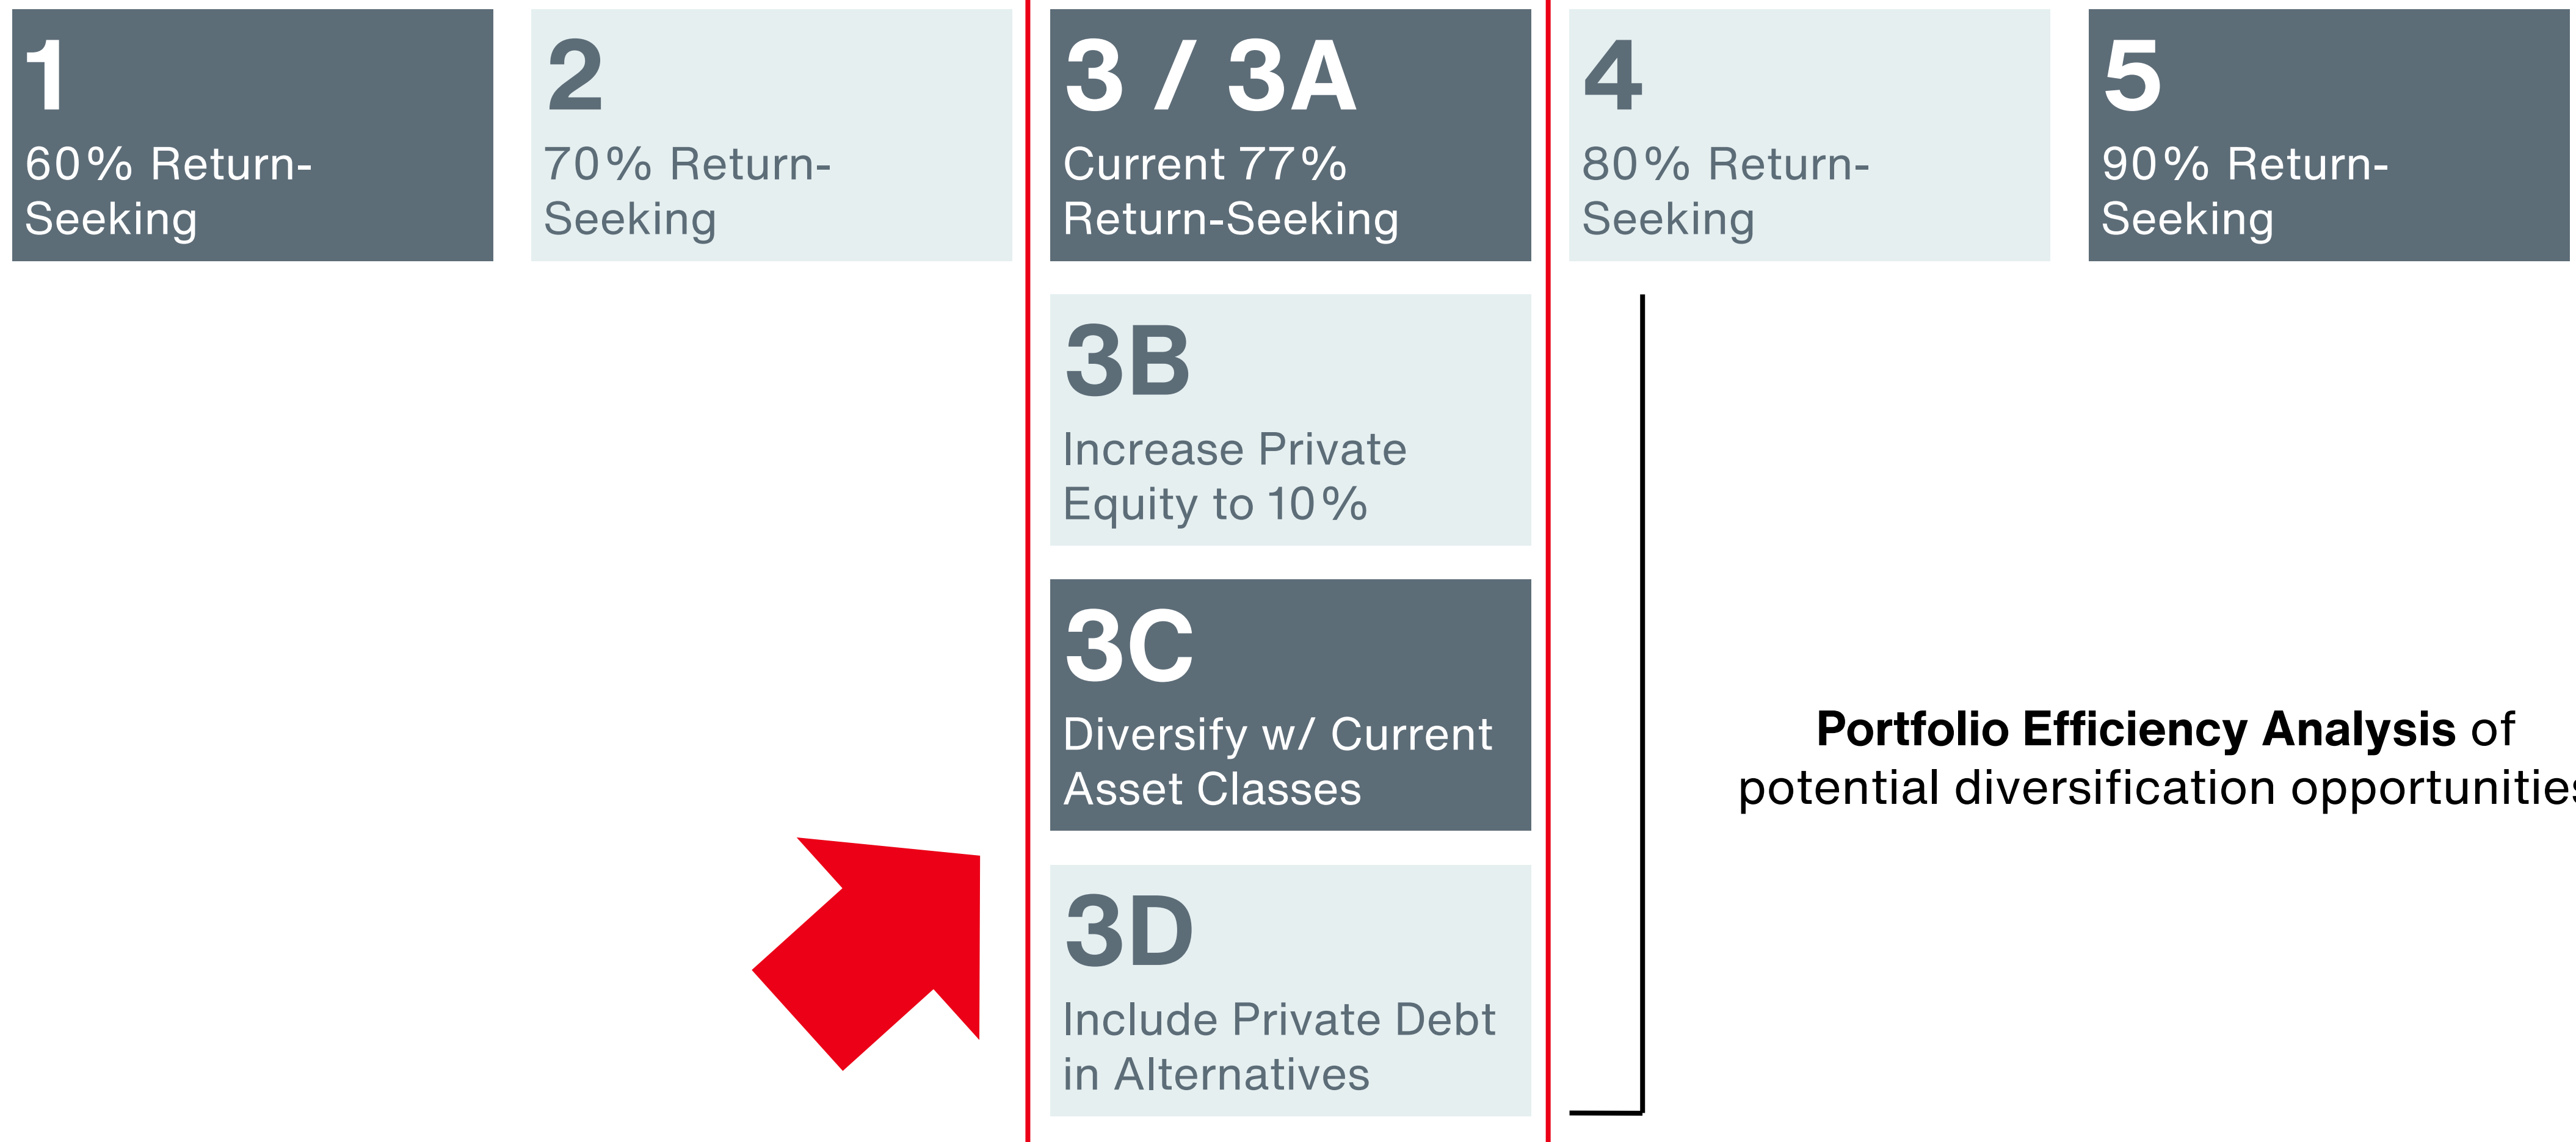 1
60% Return-
Seeking
2
70% Return-
Seeking
3 / 3A
Current 77%
Return-Seeking
4
80% Return-
Seeking
5
90% Return-
Seeking
3B
Increase Private
Equity to 10%
3C
Diversify w/ Current
Asset Classes
3D
Include Private Debt
in Alternatives
Portfolio Efficiency Analysis of
potential diversification opportunities